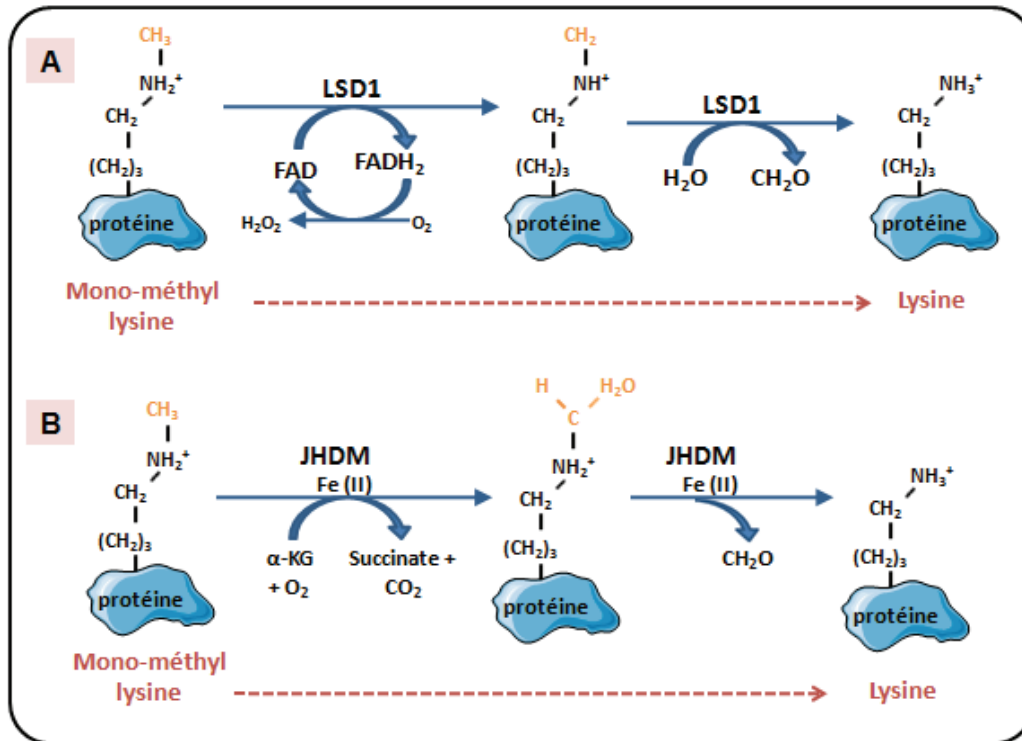 A
CH₃
NH₂⁺
CH₂
(CH₂)₃
protéine
Mono-méthyl
lysine
LSD1
FAD
FADH₂
H₂O₂
O₂
CH₂
NH⁺
CH₂
(CH₂)₃
protéine
LSD1
H₂O
CH₂O
NH₃⁺
CH₂
(CH₂)₃
protéine
Lysine
B
CH₃
NH₂⁺
CH₂
(CH₂)₃
protéine
Mono-méthyl
lysine
JHDM
Fe (II)
α-KG
+ O₂
Succinate +
CO₂
H
H₂O
C
NH₂⁺
CH₂
(CH₂)₃
protéine
JHDM
Fe (II)
CH₂O
NH₃⁺
CH₂
(CH₂)₃
protéine
Lysine